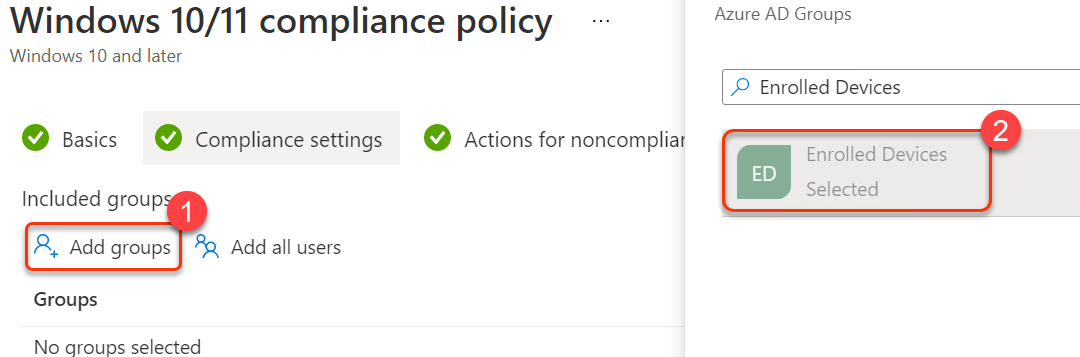 Windows 10/11 compliance policy ...
Windows 10 and later
Basics
Compliance settings
Actions for noncomplian
Included groups
1
Add groups
Add all users
Groups
No groups selected
Azure AD Groups
Enrolled Devices
2
ED
Enrolled Devices
Selected